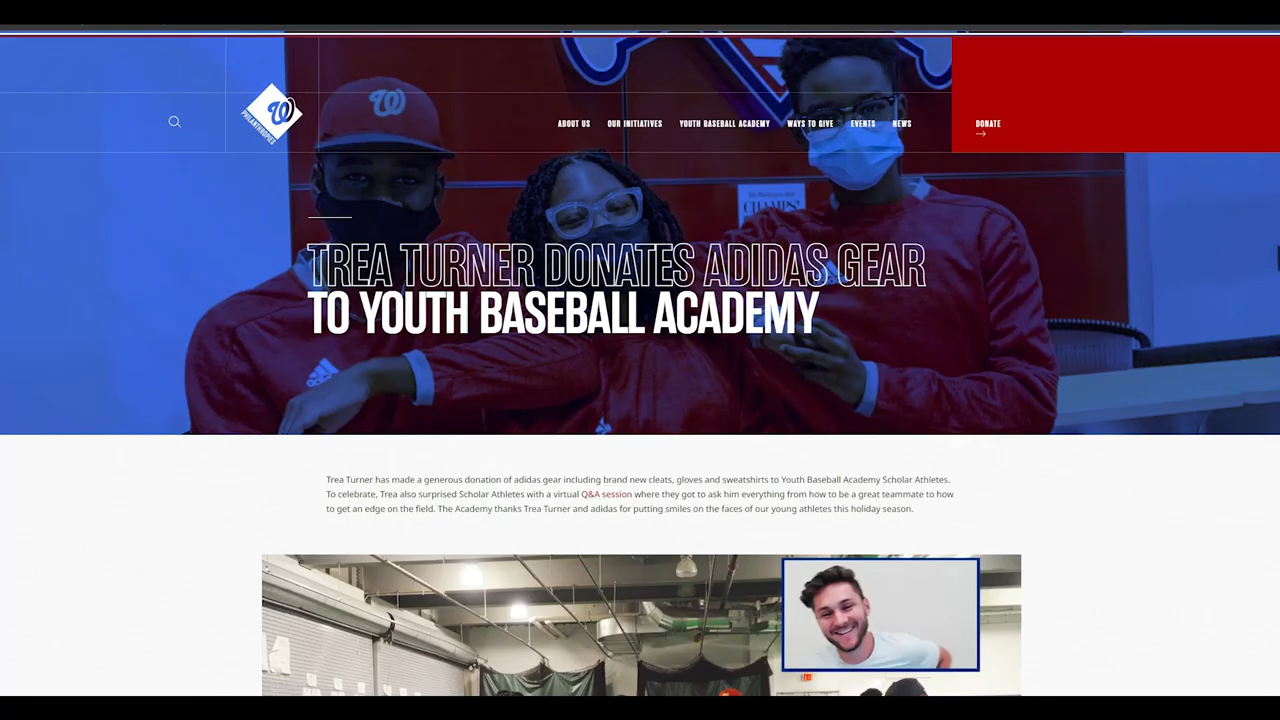 ABOUT US OUR INITIATIVES YOUTH BASEBALL ACADEMY WAYS TO GIVE EVENTS NEWS DONATE
W
PHILANTHROPIES
CHAMPS
TREA TURNER DONATES ADIDAS GEAR
TO YOUTH BASEBALL ACADEMY
Trea Turner has made a generous donation of adidas gear including brand new cleats, gloves and sweatshirts to Youth Baseball Academy Scholar Athletes.
To celebrate, Trea also surprised Scholar Athletes with a virtual Q&A session where they got to ask him everything from how to be a great teammate to how
to get an edge on the field. The Academy thanks Trea Turner and adidas for putting smiles on the faces of our young athletes this holiday season.